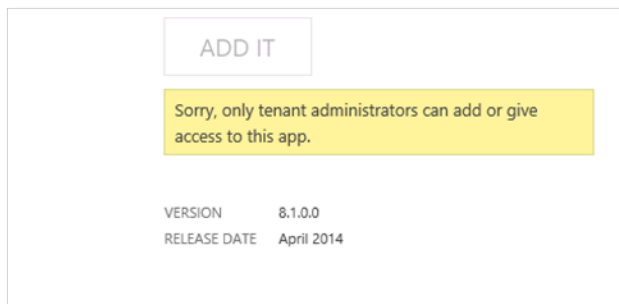 ADD IT
Sorry, only tenant administrators can add or give
access to this app.
VERSION 8.1.0.0
RELEASE DATE April 2014